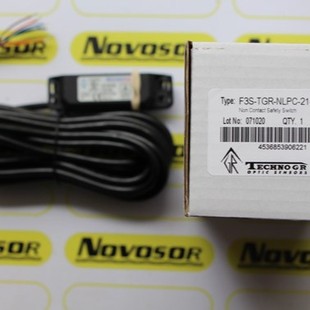 NOVOSOR
NOVOSOR
Type: F3S-TGR-NLPC-21
Non Contact Safety Switch
Lot No: 071020 QTY. 1
4536853906221
TECHNOGR
OPTIC SENSORS
NOVOSOR
NOVOSOR
NOVOSOR